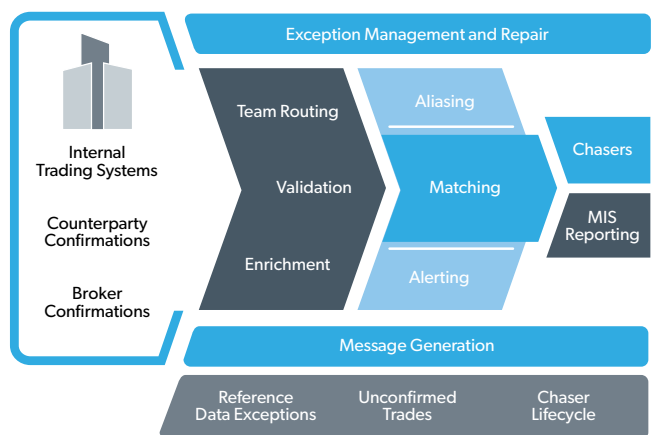 Exception Management and Repair
Internal
Trading Systems
Counterparty
Confirmations
Broker
Confirmations
Team Routing
Validation
Enrichment
Aliasing
Matching
Alerting
Chasers
MIS
Reporting
Message Generation
Reference
Data Exceptions
Unconfirmed
Trades
Chaser
Lifecycle